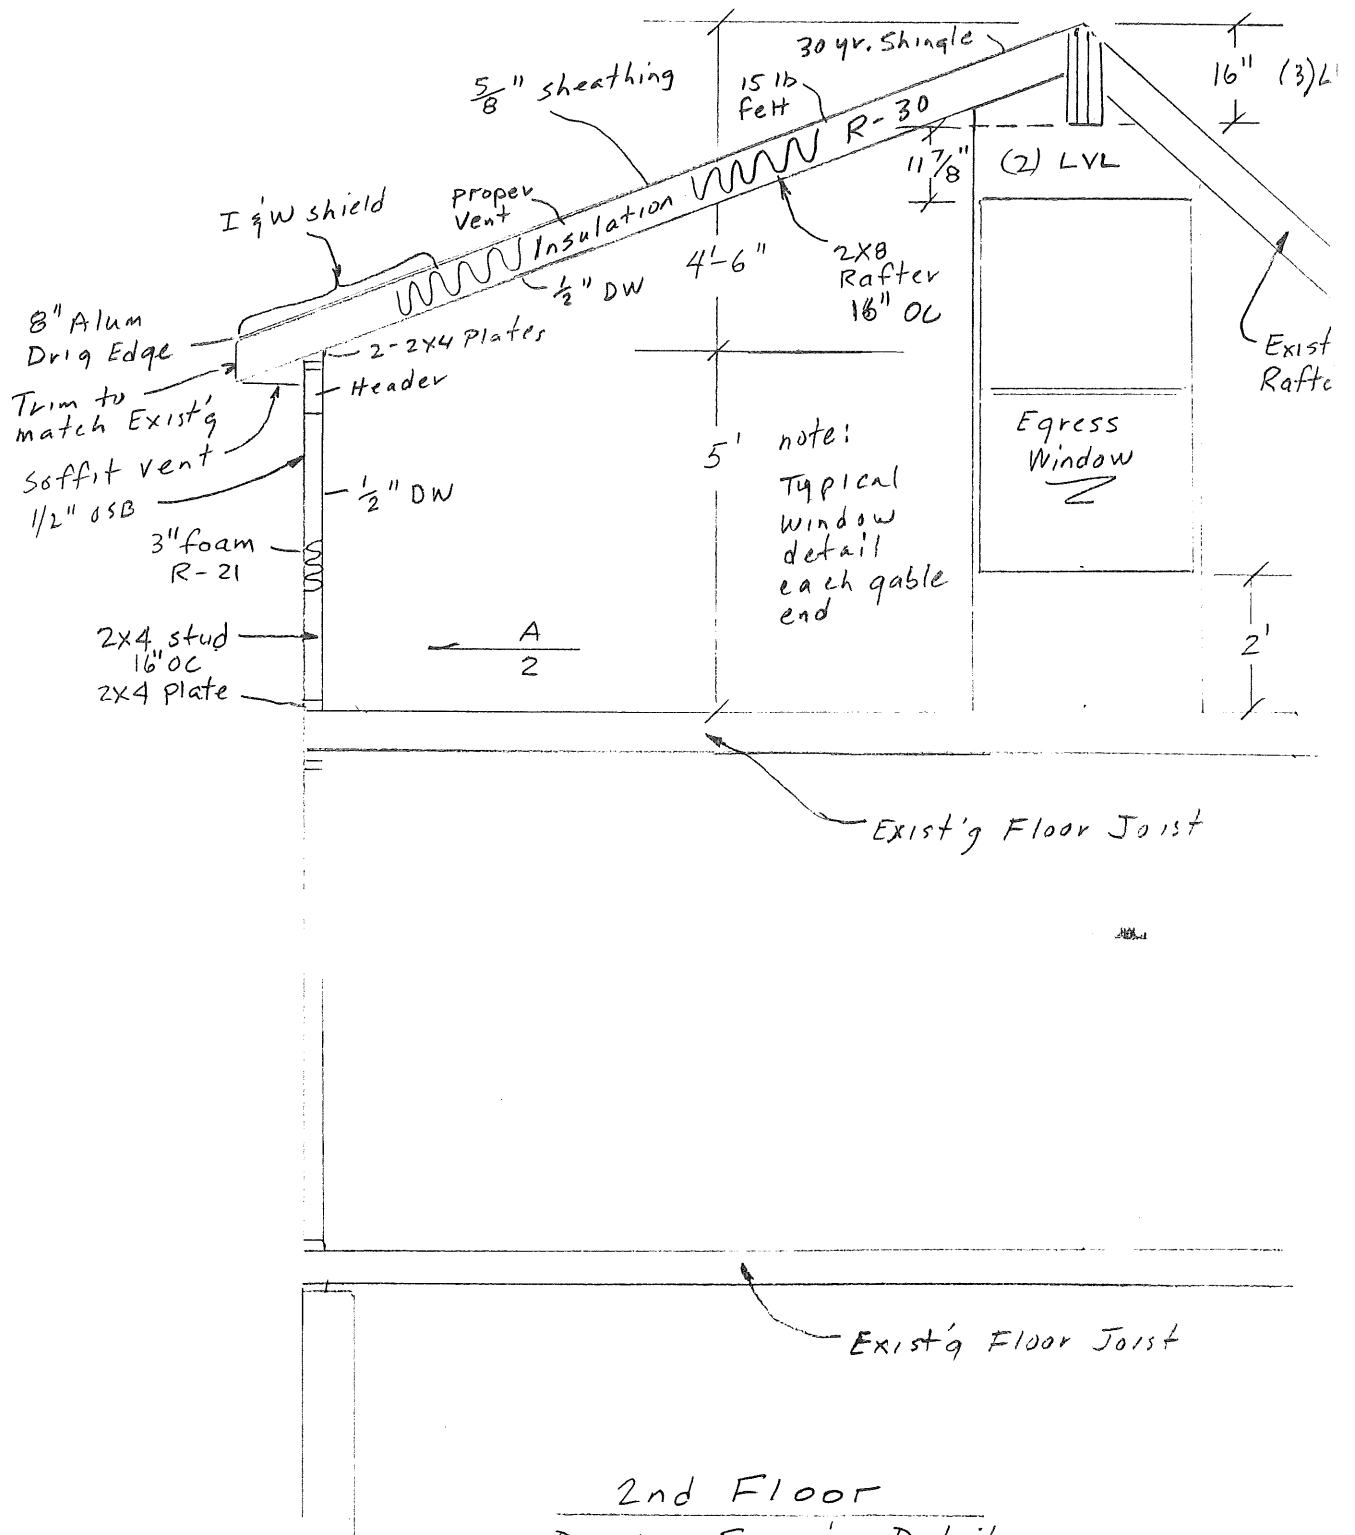 30 yr. Shingle
16" (3)L
5/8" sheathing
15 lb
felt
R-30
11 7/8"
(2) LVL
I & W shield
proper
Vent
Insulation
4'-6"
2X8
Rafter
16" OC
1/2" DW
8" Alum
Drig Edge
2-2X4 Plates
Header
Exist
Rafte
Trim to
match Exist'g
Soffit vent
1/2" OSB
1/2" DW
5'
note:
Typical
window
detail
each gable
end
Egress
Window
3" foam
R-21
2X4 stud
16" OC
2X4 plate
A
2
2'
Exist'g Floor Joist
Exist'g Floor Joist
2nd Floor